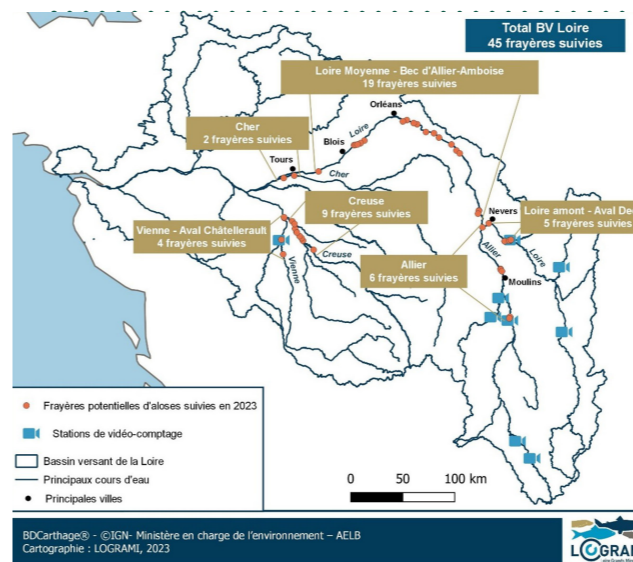 Total BV Loire
45 frayères suivies
Loire Moyenne - Bec d'Allier-Amboise
19 frayères suivies
Orléans
Loire
Blois
Cher
2 frayères suivies
Tours
Cher
Creuse
9 frayères suivies
Nevers
Loire amont - Aval De
5 frayères suivies
Vienne - Aval Châtellerault
4 frayères suivies
Creuse
Vienne
Allier
Loire
Allier
6 frayères suivies
Moulins
Frayères potentielles d'aloses suivies en 2023
Stations de vidéo-comptage
Bassin versant de la Loire
Principaux cours d'eau
Principales villes
0 50 100 km
BDCarthage® - ©IGN- Ministère en charge de l'environnement – AELB
Cartographie : LOGRAMI, 2023
LOGRAMI